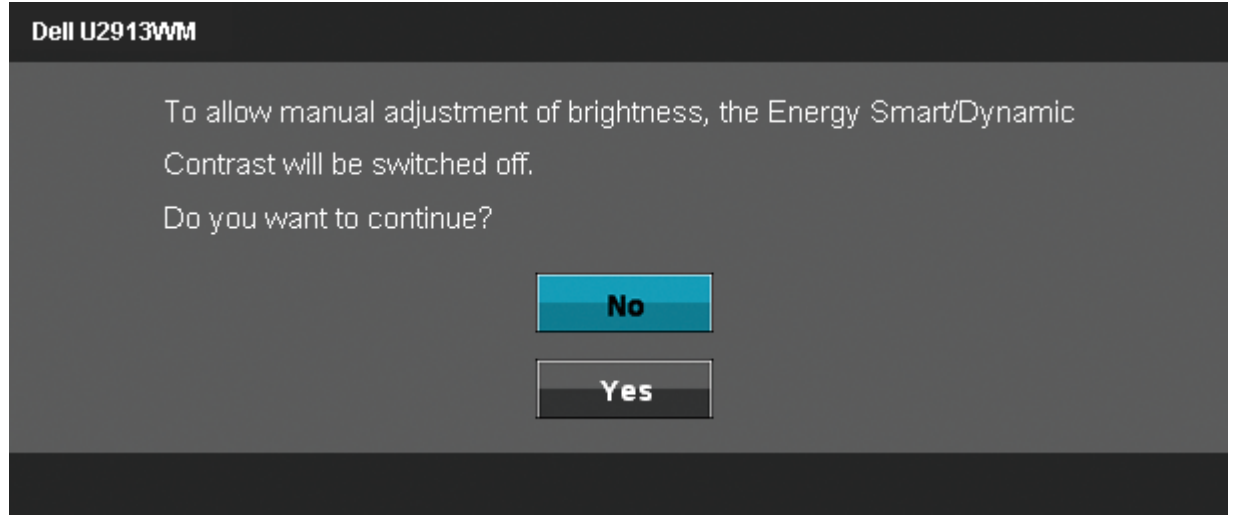 Dell U2913WM
To allow manual adjustment of brightness, the Energy Smart/Dynamic
Contrast will be switched off.
Do you want to continue?
No
Yes